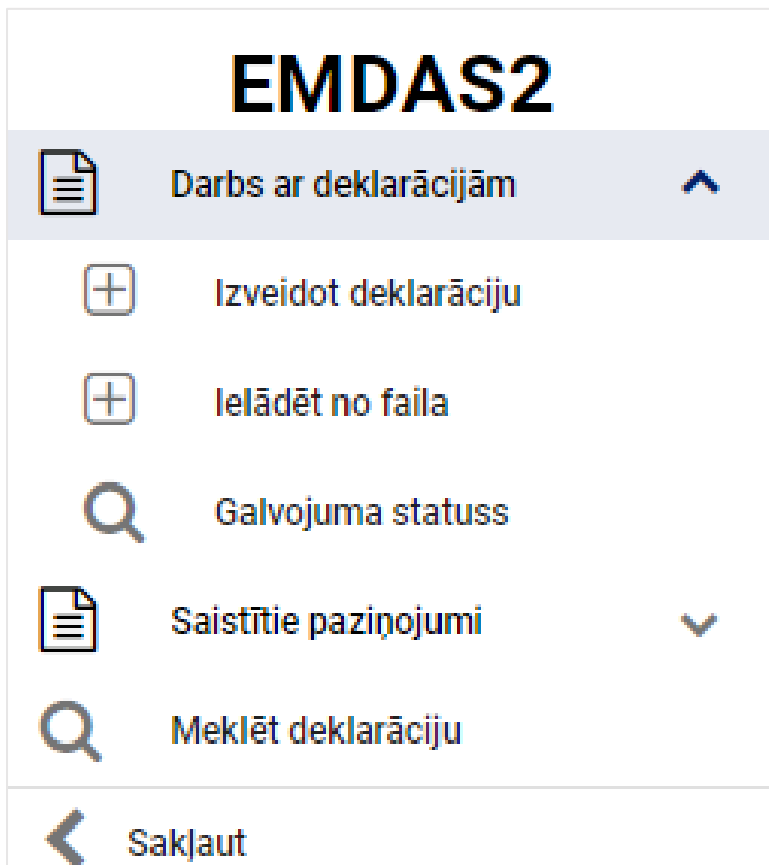 EMDAS2
Darbs ar deklarācijām
Izveidot deklarāciju
Ielādēt no faila
Galvojuma statuss
Saistītie paziņojumi
Meklēt deklarāciju
Sakļaut